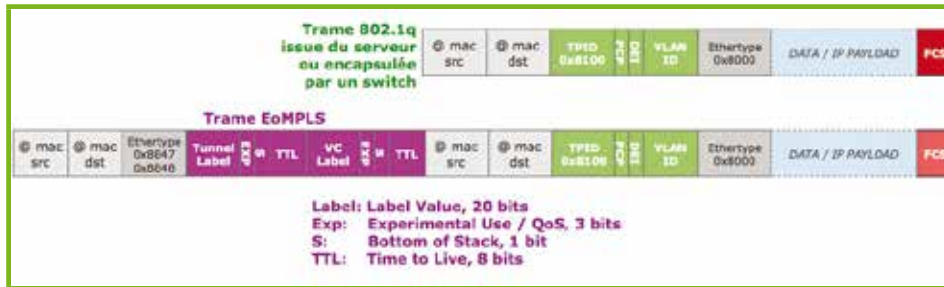 Trame 802.1q
issue du serveur
ou encapsulée
par un switch
@ mac src
@ mac dst
TPID 0x8100
PCP
DEI
VLAN ID
Ethertype 0x8000
DATA / IP PAYLOAD
FCS
Trame EoMPLS
@ mac src
@ mac dst
Ethertype 0x8847 0x8848
Tunnel Label
EXP
S
TTL
VC Label
EXP
S
TTL
@ mac src
@ mac dst
TPID 0x8100
PCP
DEI
VLAN ID
Ethertype 0x8000
DATA / IP PAYLOAD
FCS
Label: Label Value, 20 bits
Exp: Experimental Use / QoS, 3 bits
S: Bottom of Stack, 1 bit
TTL: Time to Live, 8 bits